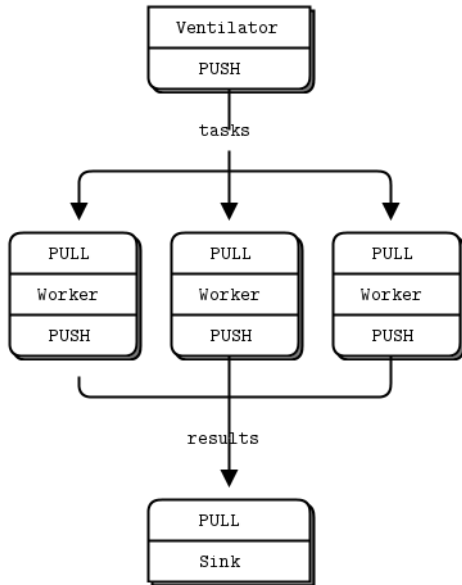 Ventilator
PUSH
tasks
PULL PULL PULL
Worker Worker Worker
PUSH PUSH PUSH
results
PULL
Sink